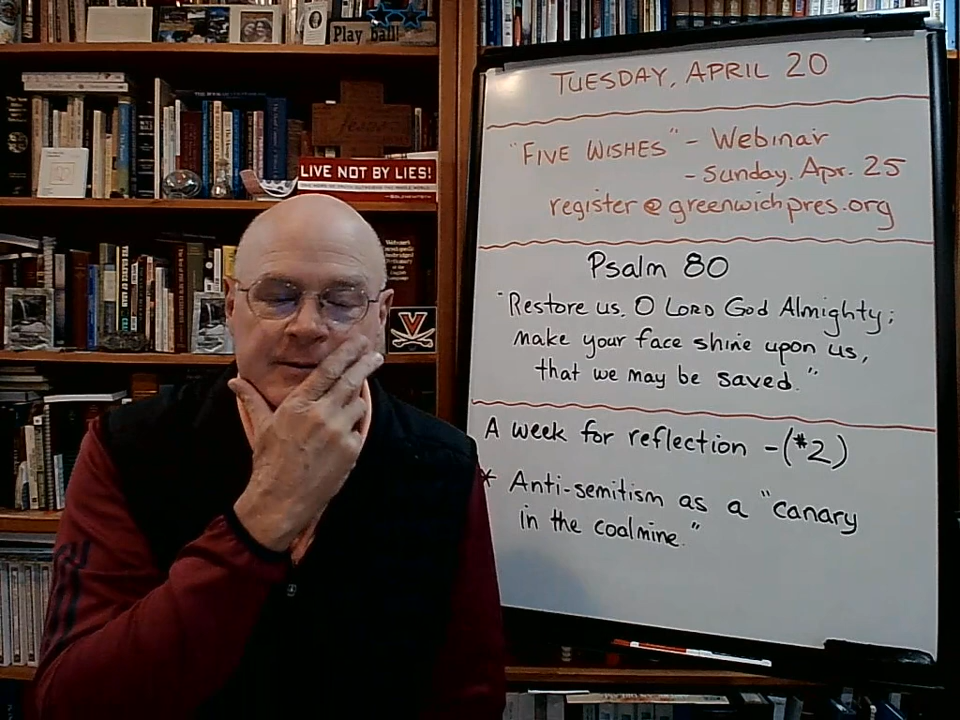 Play ball!
Jesus
LIVE NOT BY LIES!
TUESDAY, APRIL 20
"FIVE WISHES" - Webinar
- Sunday. Apr. 25
register@greenwichpres.org
Psalm 80
"Restore us, O LORD God Almighty;
make your face shine upon us,
that we may be saved."
A week for reflection - (#2)
* Anti-semitism as a "canary
in the coalmine."